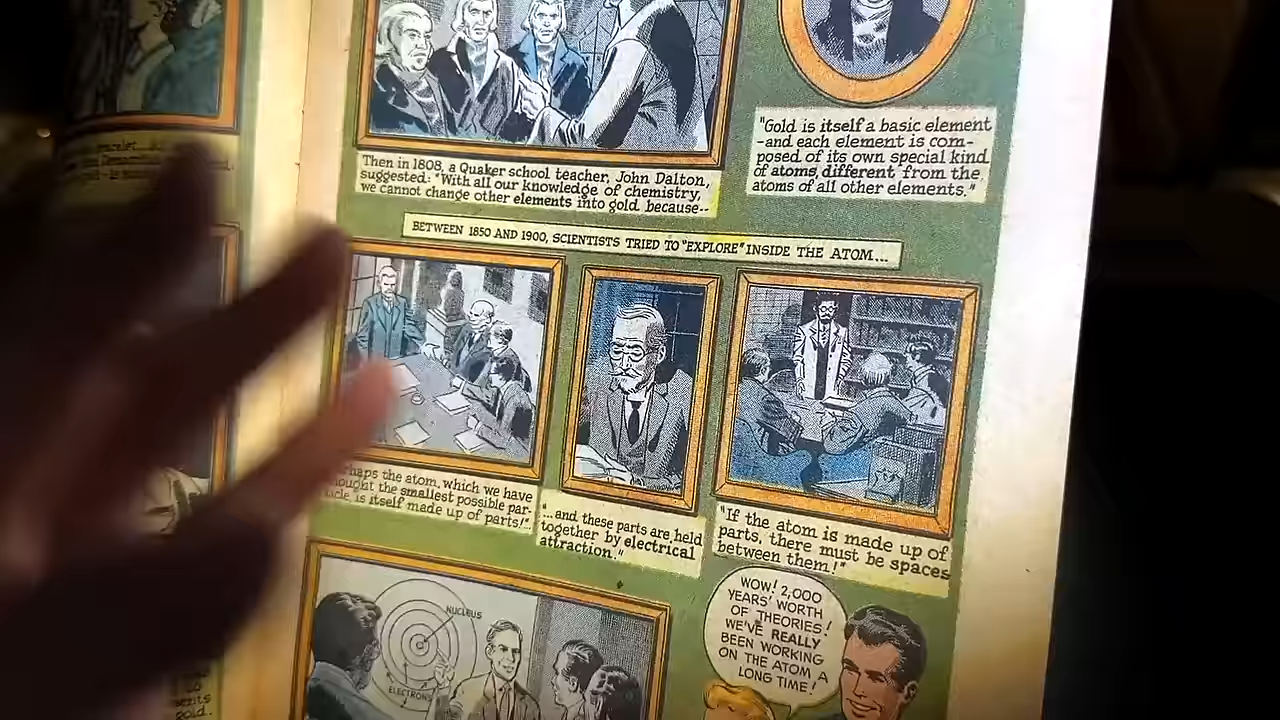 Then in 1808, a Quaker school teacher, John Dalton,
suggested: "With all our knowledge of chemistry,
we cannot change other elements into gold because--
"Gold is itself a basic element
-and each element is com-
posed of its own special kind
of atoms, different from the
atoms of all other elements."
BETWEEN 1850 AND 1900, SCIENTISTS TRIED TO "EXPLORE" INSIDE THE ATOM...
the atom, which we have
thought the smallest possible par-
is itself made up of parts!"
"...and these parts are held
together by electrical
attraction."
"If the atom is made up of
parts, there must be spaces
between them!"
NUCLEUS
ELECTRONS
WOW! 2,000
YEARS' WORTH
OF THEORIES!
WE'VE REALLY
BEEN WORKING
ON THE ATOM A
LONG TIME!